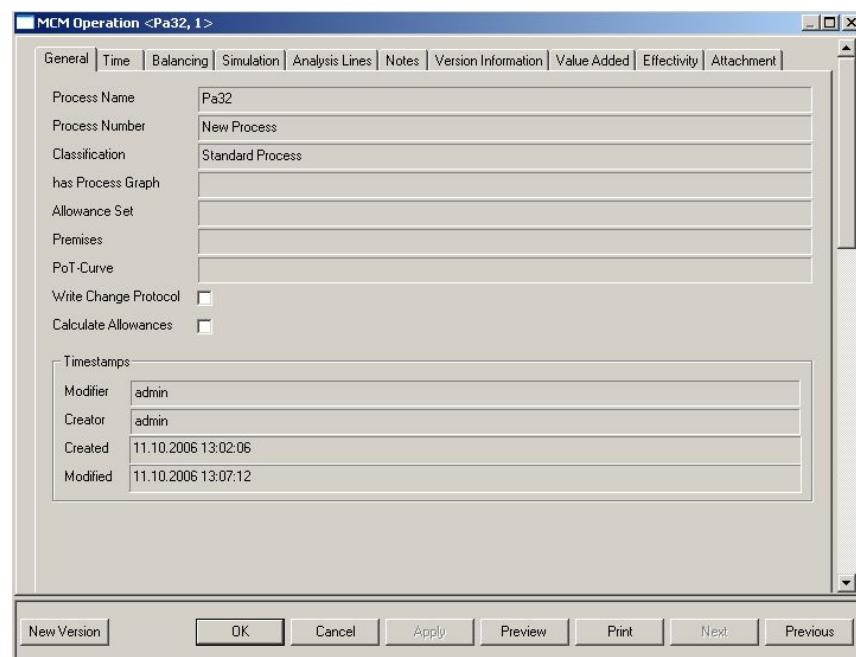 MCM Operation <Pa32, 1>
General Time Balancing Simulation Analysis Lines Notes Version Information Value Added Effectivity Attachment
Process Name Pa32
Process Number New Process
Classification Standard Process
has Process Graph
Allowance Set
Premises
PoT-Curve
Write Change Protocol
Calculate Allowances
Timestamps
Modifier admin
Creator admin
Created 11.10.2006 13:02:06
Modified 11.10.2006 13:07:12
New Version OK Cancel Apply Preview Print Next Previous